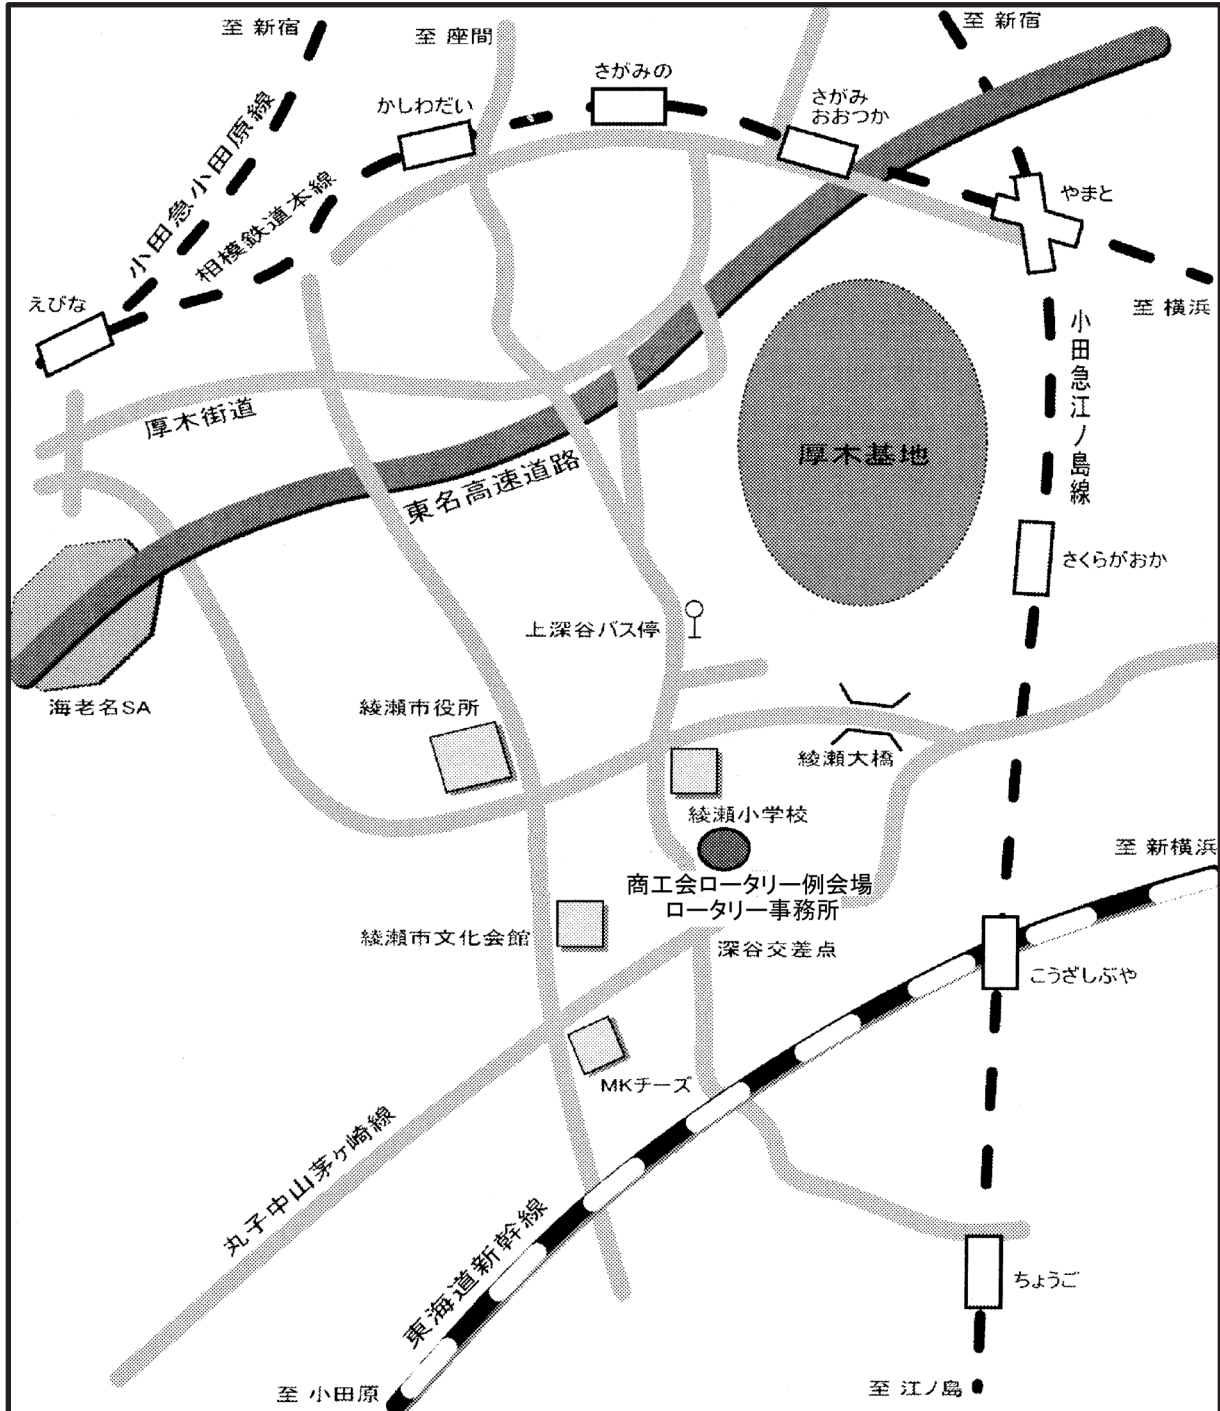 至 新宿
至 座間
至 新宿
さがみの
かしわだい
さがみ
おおつか
小田急小田原線
相模鉄道本線
やまと
えびな
至 横浜
小田急江ノ島線
厚木街道
厚木基地
東名高速道路
さくらがおか
上深谷バス停
海老名SA
綾瀬市役所
綾瀬大橋
綾瀬小学校
至 新横浜
商工会ロータリー例会場
ロータリー事務所
綾瀬市文化会館
深谷交差点
こうざしぶや
MKチーズ
丸子中山茅ヶ崎線
東海道新幹線
ちょうご
至 小田原
至 江ノ島